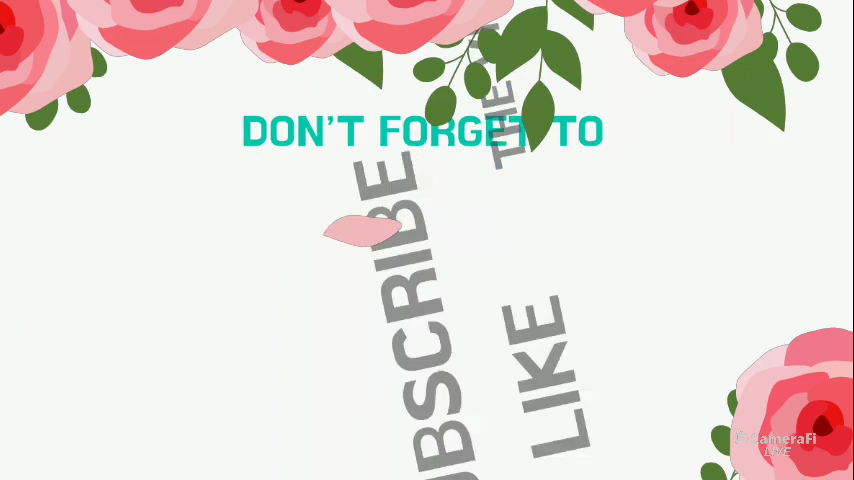 DON'T FORGET TO
THE
UBSCRIBE
LIKE
CameraFi
LIVE